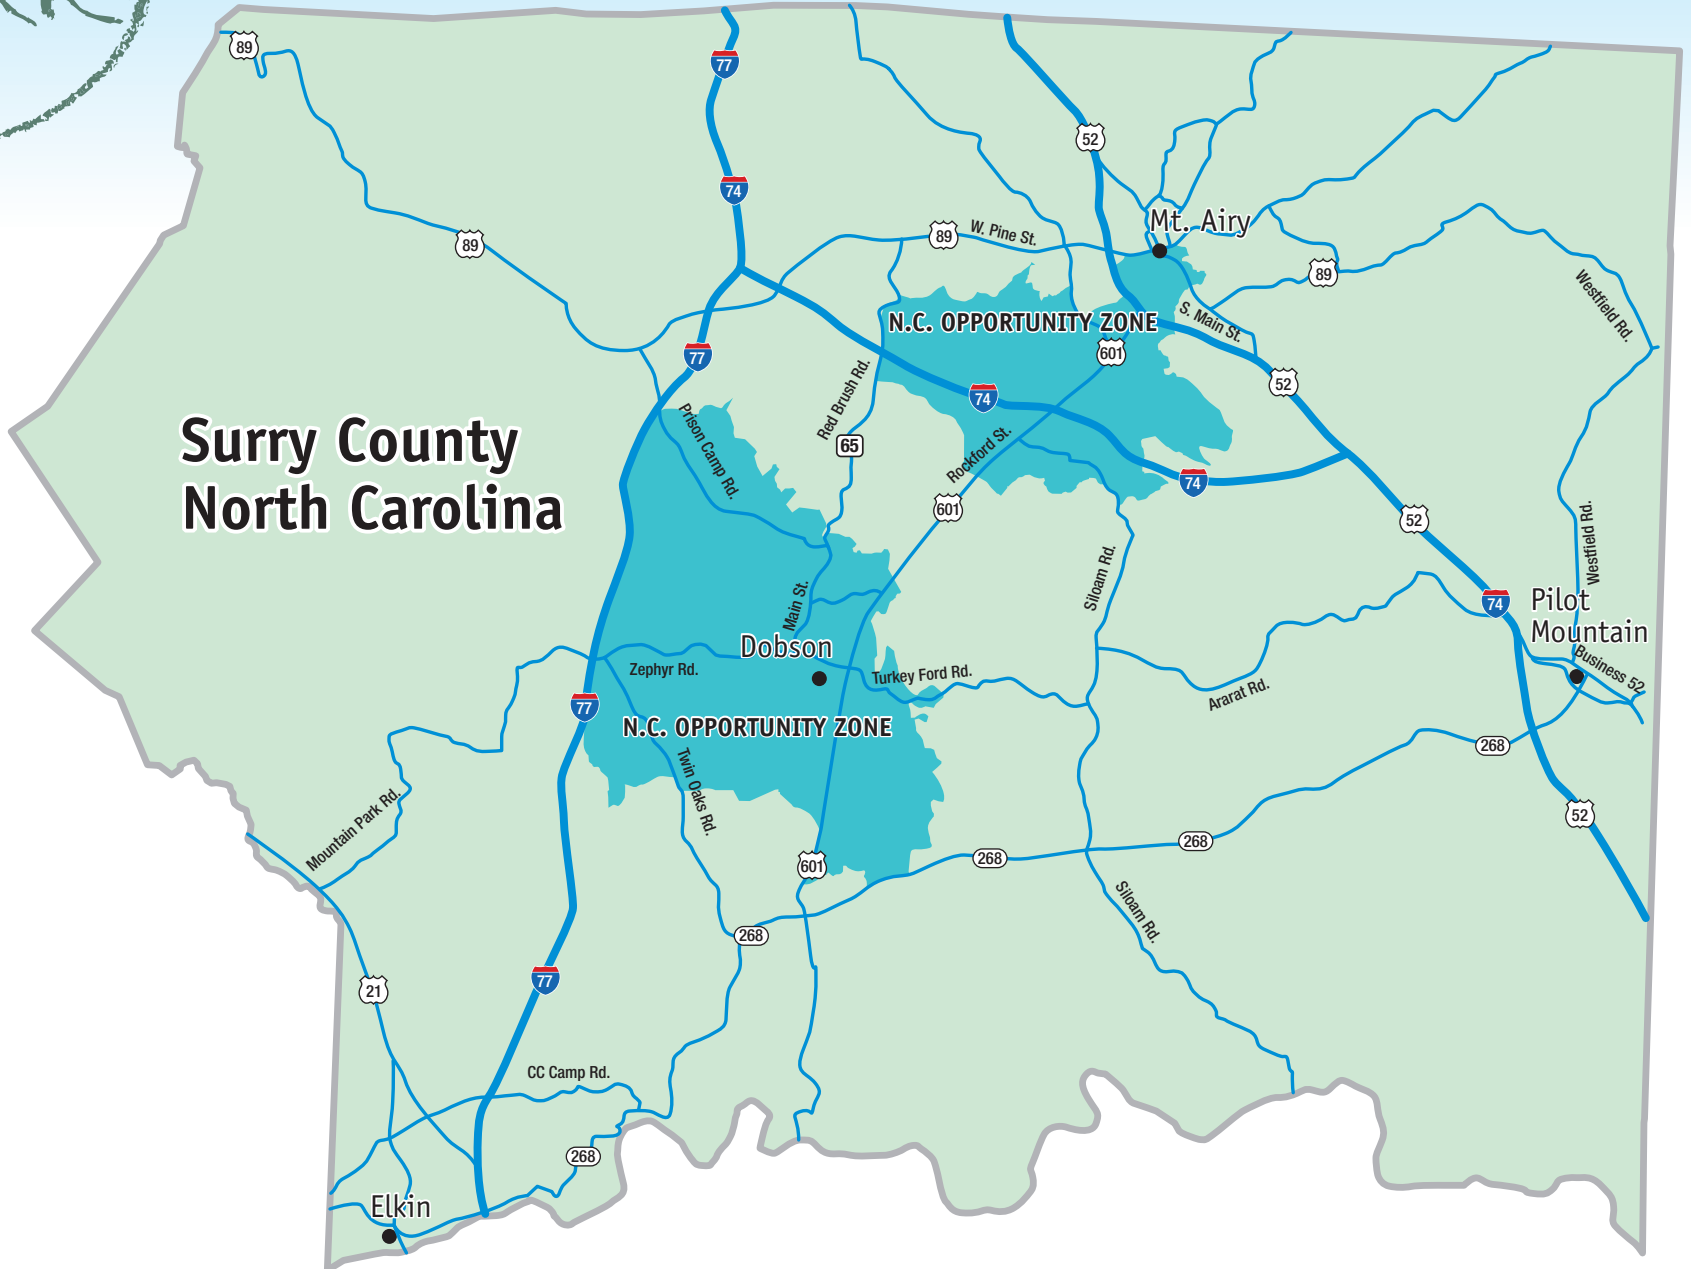 89
77
52
74
Mt. Airy
89
W. Pine St.
89
89
Westfield Rd.
N.C. OPPORTUNITY ZONE
S. Main St.
77
601
52
74
Red Brush Rd.
Prison Camp Rd.
Surry County
North Carolina
65
Rockford St.
74
601
52
Westfield Rd.
Siloam Rd.
Main St.
74
Pilot
Mountain
Dobson
Zephyr Rd.
Turkey Ford Rd.
Business 52
Ararat Rd.
77
N.C. OPPORTUNITY ZONE
268
Twin Oaks Rd.
Mountain Park Rd.
52
268
268
601
Siloam Rd.
268
77
21
CC Camp Rd.
268
Elkin